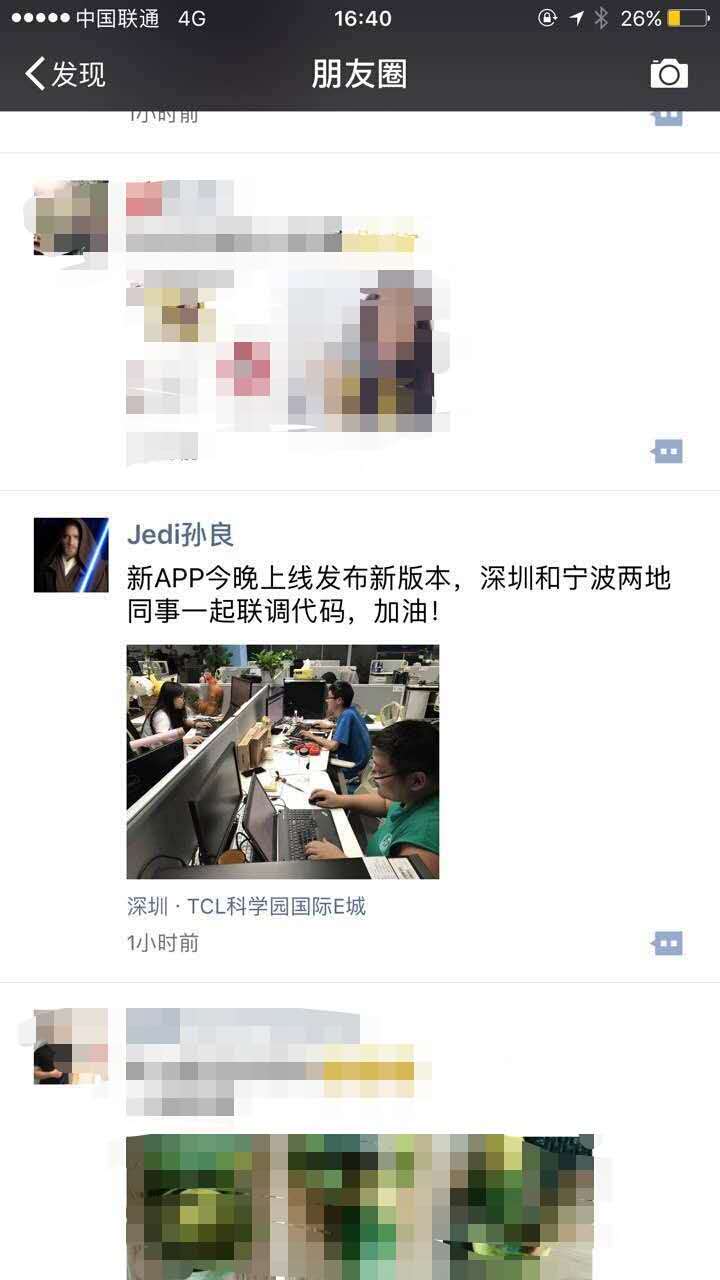 中国联通 4G 16:40 26%
发现 朋友圈
1小时前
Jedi孙良
新APP今晚上线发布新版本，深圳和宁波两地
同事一起联调代码，加油！
深圳 · TCL科学园国际E城
1小时前